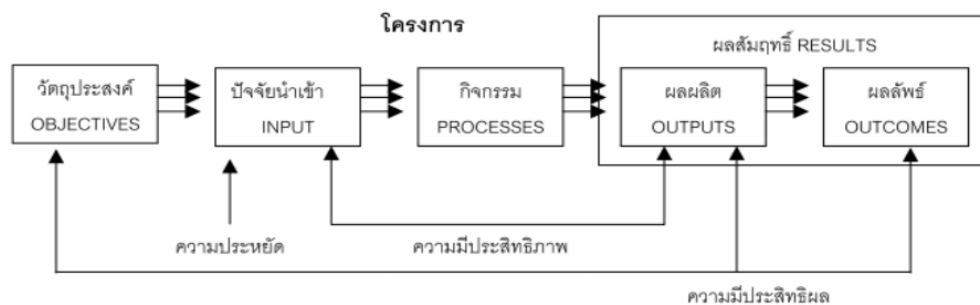 โครงการ
ผลสัมฤทธิ์ RESULTS
วัตถุประสงค์
OBJECTIVES
ปัจจัยนำเข้า
INPUT
กิจกรรม
PROCESSES
ผลผลิต
OUTPUTS
ผลลัพธ์
OUTCOMES
ความประหยัด
ความมีประสิทธิภาพ
ความมีประสิทธิผล